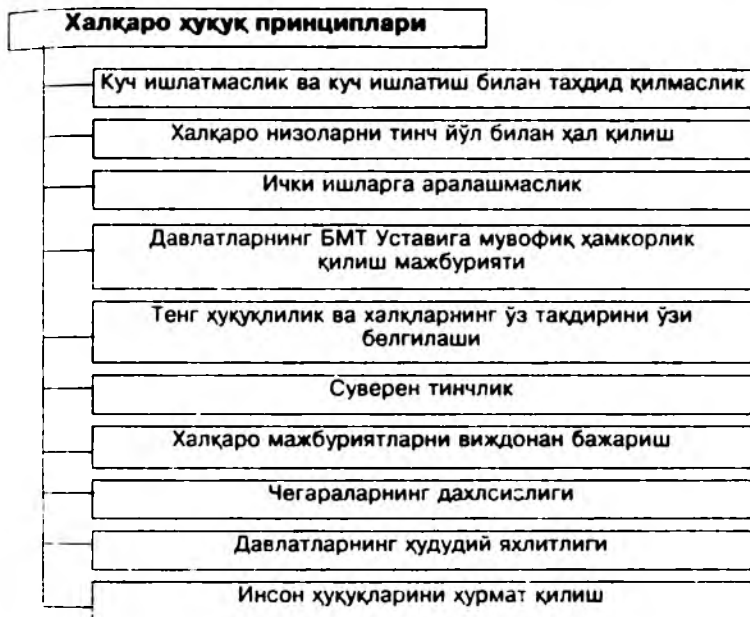 Халқаро ҳуқуқ принциплари
Куч ишлатмаслик ва куч ишлатиш билан таҳдид қилмаслик
Халқаро низоларни тинч йўл билан ҳал қилиш
Ички ишларга аралашмаслик
Давлатларнинг БМТ Уставига мувофиқ ҳамкорлик
қилиш мажбурияти
Тенг ҳуқуқлилик ва халқларнинг ўз тақдирини ўзи
белгилаши
Суверен тинчлик
Халқаро мажбуриятларни виждонан бажариш
Чегараларнинг дахлсизлиги
Давлатларнинг ҳудудий яхлитлиги
Инсон ҳуқуқларини ҳурмат қилиш